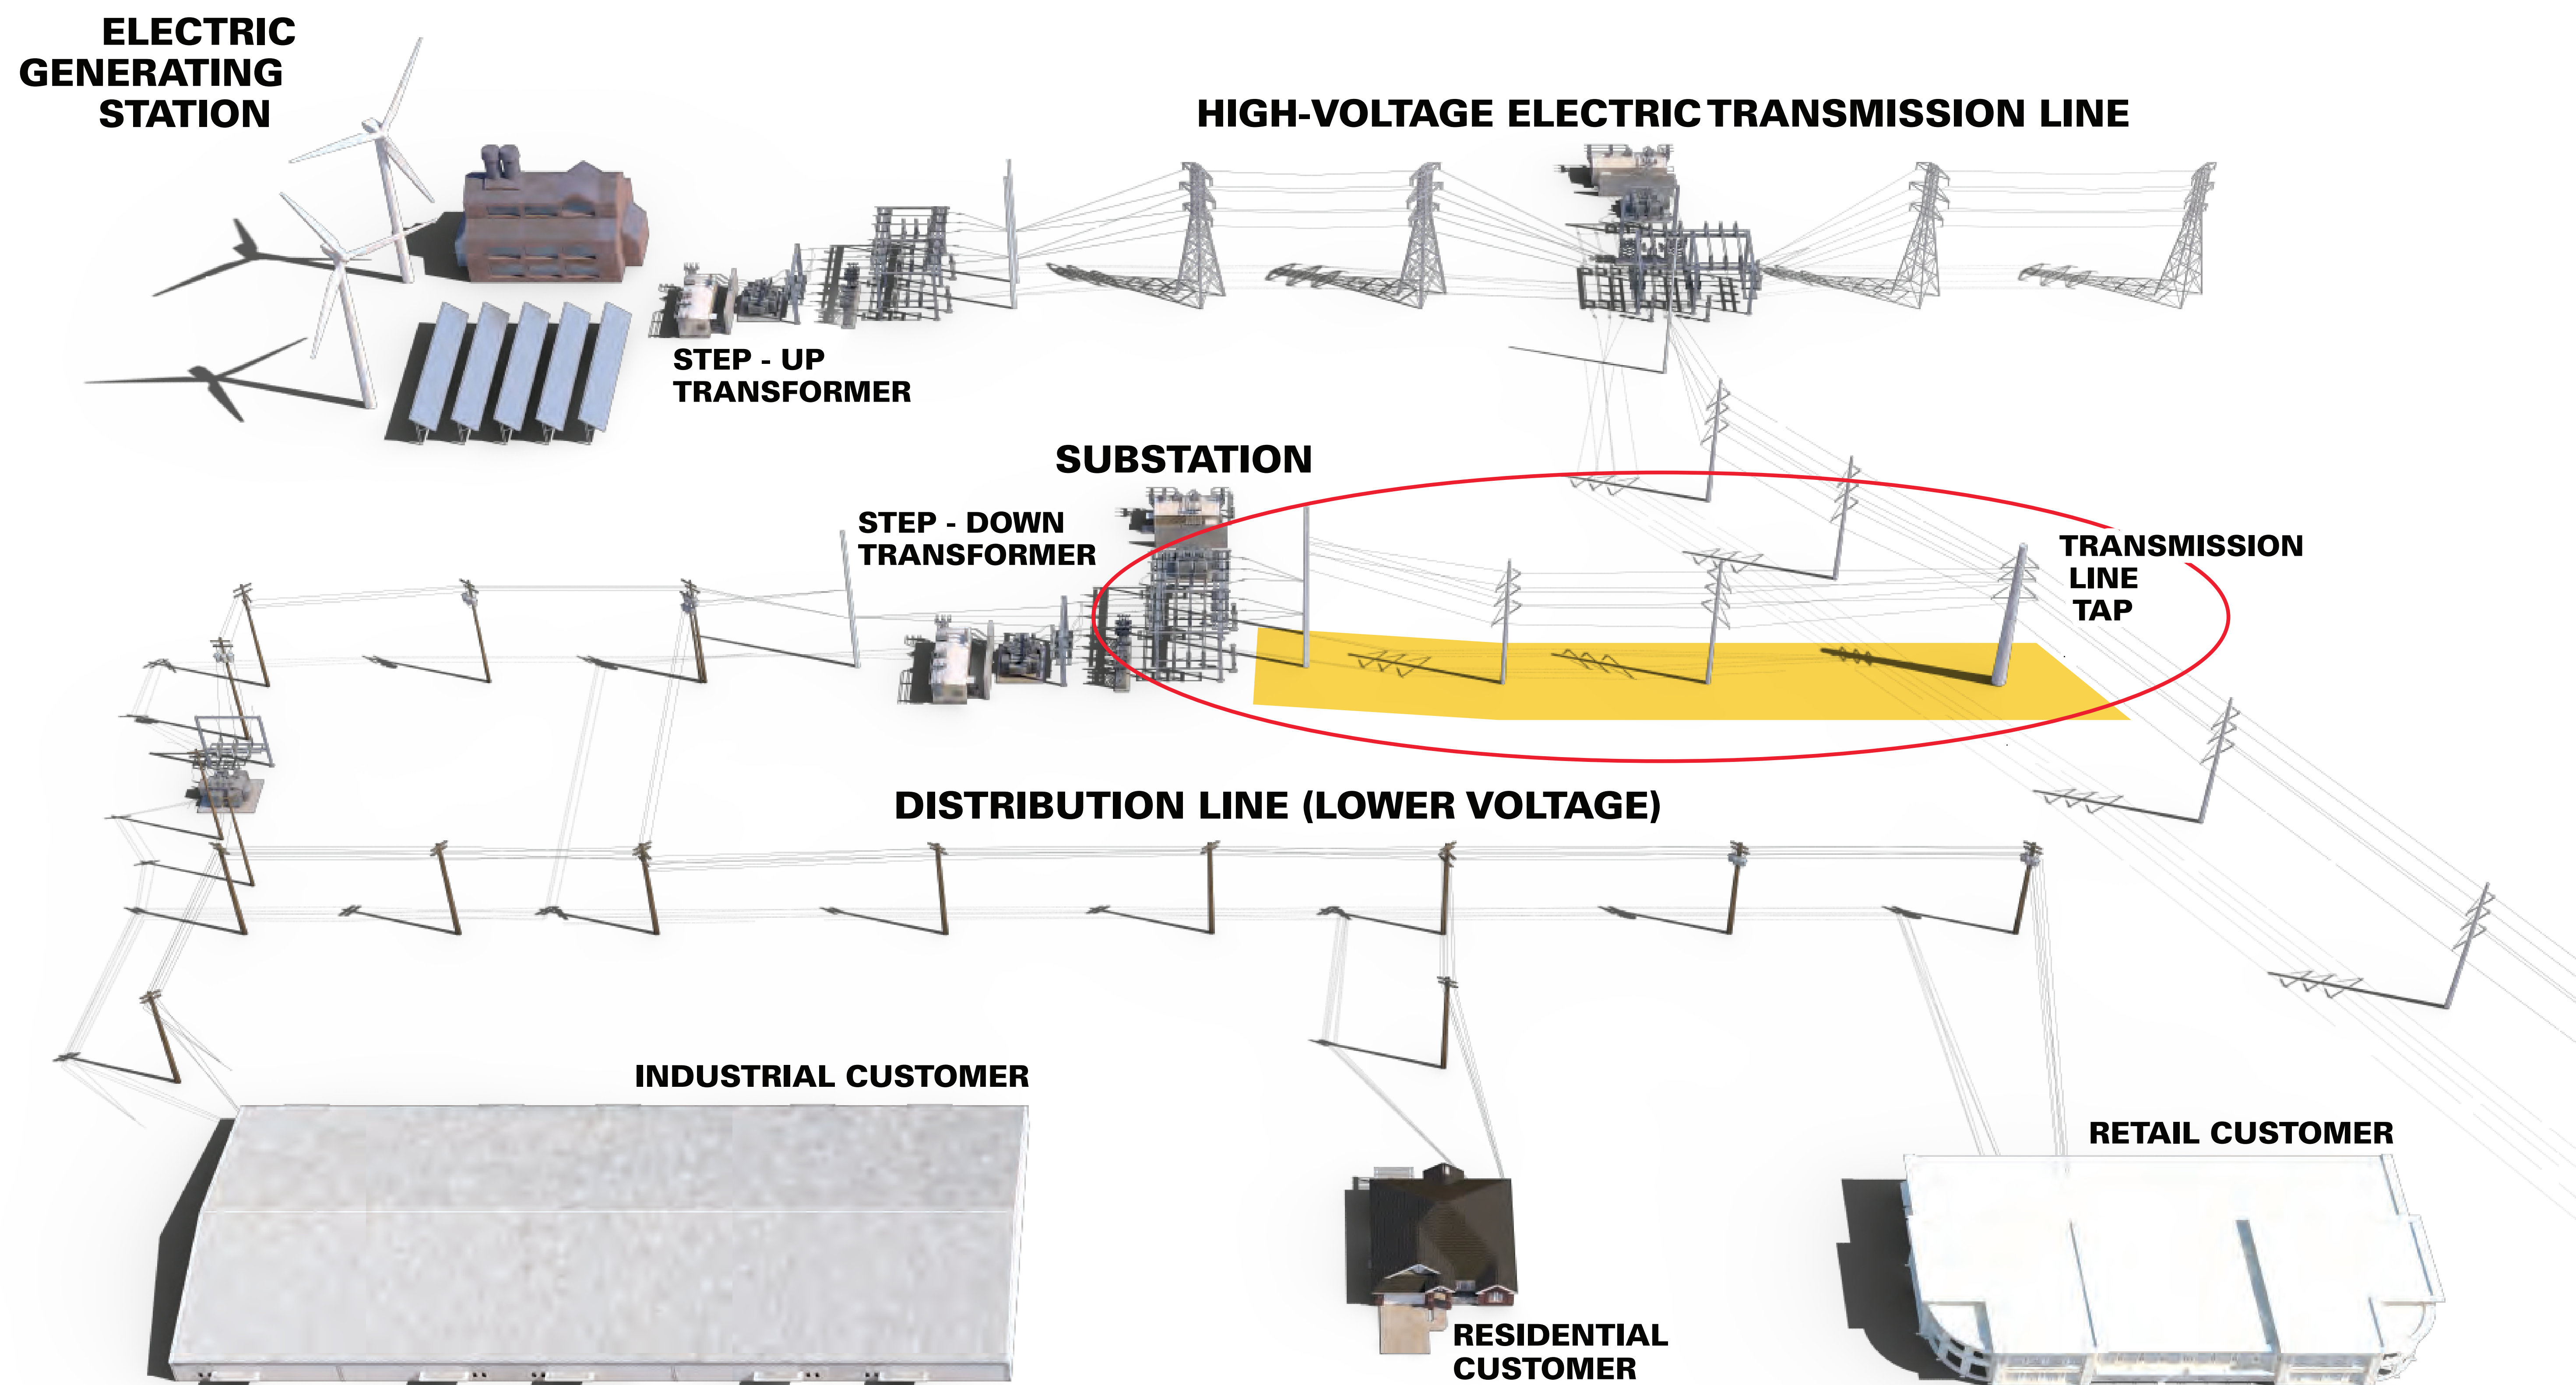 ELECTRIC
GENERATING
STATION
HIGH-VOLTAGE ELECTRIC TRANSMISSION LINE
STEP - UP
TRANSFORMER
SUBSTATION
STEP - DOWN
TRANSFORMER
TRANSMISSION
LINE
TAP
DISTRIBUTION LINE (LOWER VOLTAGE)
INDUSTRIAL CUSTOMER
RETAIL CUSTOMER
RESIDENTIAL
CUSTOMER